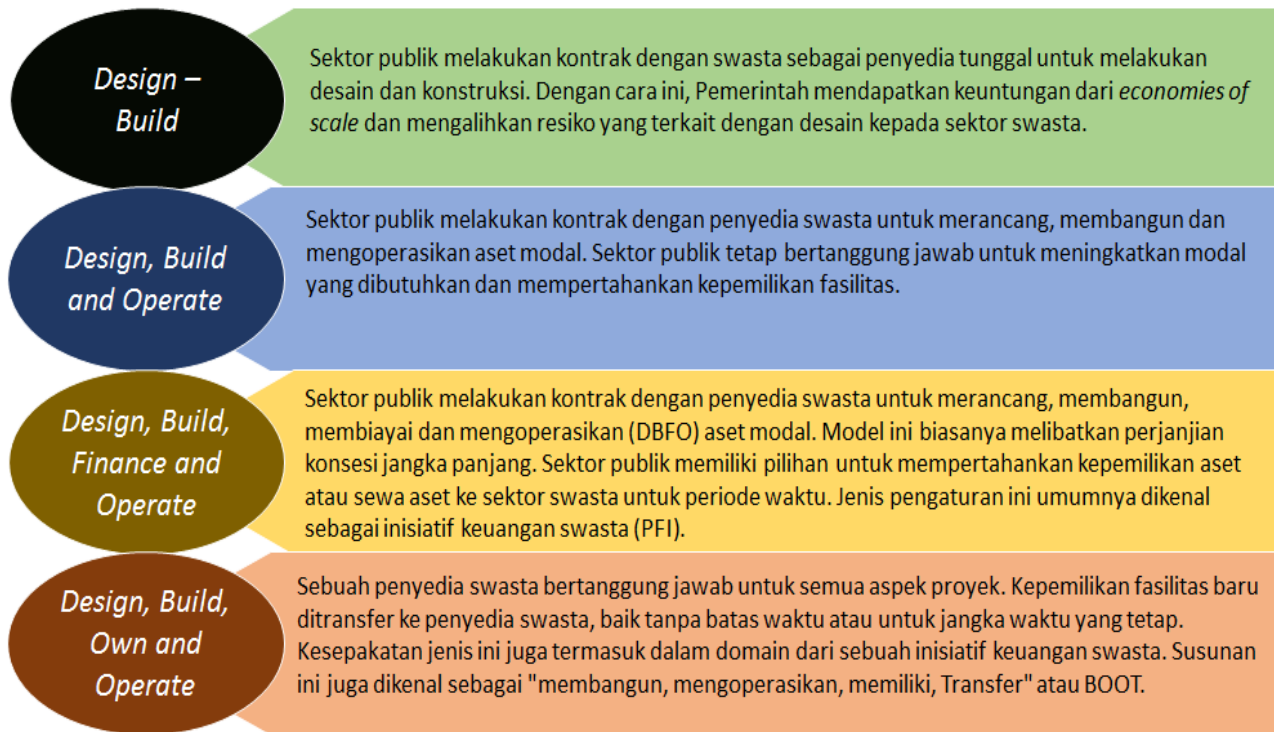 Design –
Build
Sektor publik melakukan kontrak dengan swasta sebagai penyedia tunggal untuk melakukan
desain dan konstruksi. Dengan cara ini, Pemerintah mendapatkan keuntungan dari economies of
scale dan mengalihkan resiko yang terkait dengan desain kepada sektor swasta.
Design, Build
and Operate
Sektor publik melakukan kontrak dengan penyedia swasta untuk merancang, membangun dan
mengoperasikan aset modal. Sektor publik tetap bertanggung jawab untuk meningkatkan modal
yang dibutuhkan dan mempertahankan kepemilikan fasilitas.
Design, Build,
Finance and
Operate
Sektor publik melakukan kontrak dengan penyedia swasta untuk merancang, membangun,
membiayai dan mengoperasikan (DBFO) aset modal. Model ini biasanya melibatkan perjanjian
konsesi jangka panjang. Sektor publik memiliki pilihan untuk mempertahankan kepemilikan aset
atau sewa aset ke sektor swasta untuk periode waktu. Jenis pengaturan ini umumnya dikenal
sebagai inisiatif keuangan swasta (PFI).
Design, Build,
Own and
Operate
Sebuah penyedia swasta bertanggung jawab untuk semua aspek proyek. Kepemilikan fasilitas baru
ditransfer ke penyedia swasta, baik tanpa batas waktu atau untuk jangka waktu yang tetap.
Kesepakatan jenis ini juga termasuk dalam domain dari sebuah inisiatif keuangan swasta. Susunan
ini juga dikenal sebagai "membangun, mengoperasikan, memiliki, Transfer" atau BOOT.